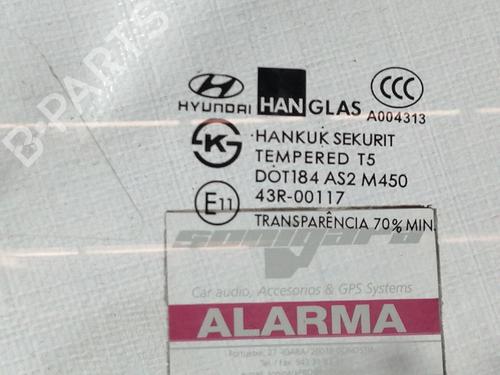 B-PARTS
HYUNDAI HANGLAS A004313
HANKUK SEKURIT
TEMPERED T5
DOT184 AS2 M450
E11 43R-00117
TRANSPARÊNCIA 70% MIN.
Car audio, Accesorios & GPS Systems
ALARMA